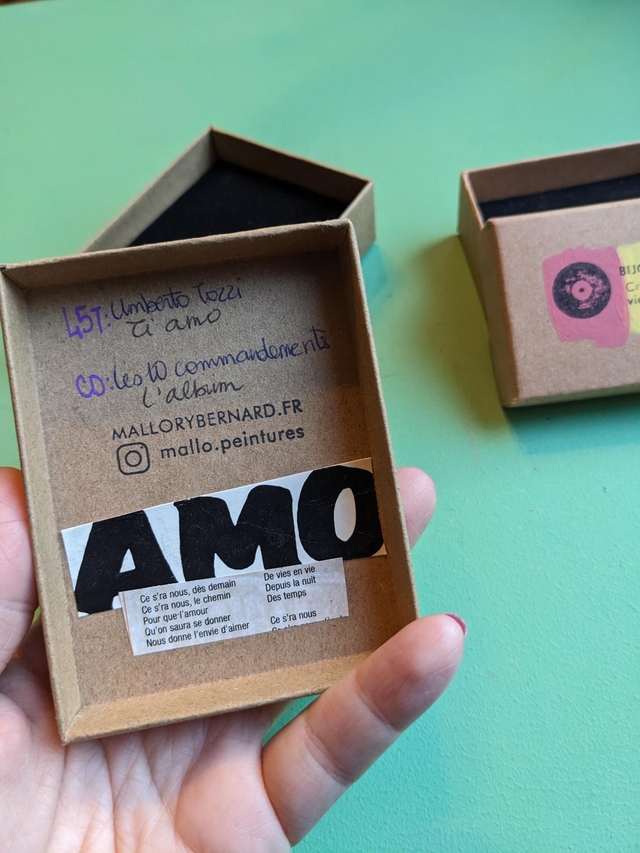 45T: Umberto Tozzi
Ti amo
CD: les 10 commandements
l'album
MALLORYBERNARD.FR
mallo.peintures
AMO
Ce s'ra nous, dès demain
Ce s'ra nous, le chemin
Pour que l'amour
Qu'on saura se donner
Nous donne l'envie d'aimer
De vies en vie
Depuis la nuit
Des temps
Ce s'ra nous